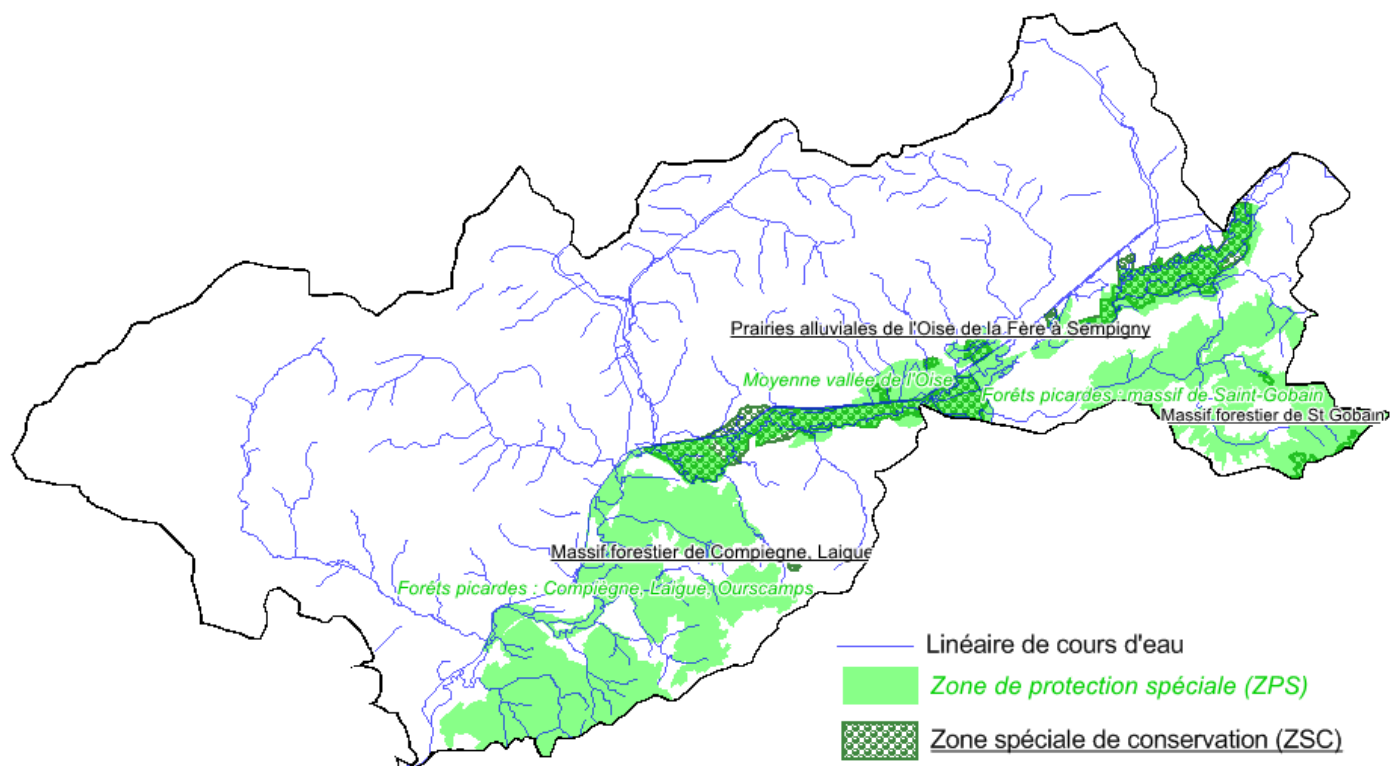 Prairies alluviales de l'Oise de la Fère à Sempigny
Moyenne vallée de l'Oise
Forêts picardes : massif de Saint-Gobain
Massif forestier de St Gobain
Massif forestier de Compiègne, Laigue
Forêts picardes : Compiègne, Laigue, Ourscamps
Linéaire de cours d'eau
Zone de protection spéciale (ZPS)
Zone spéciale de conservation (ZSC)